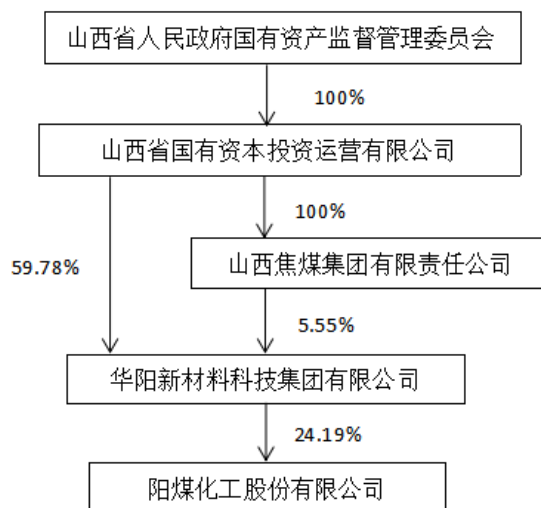 山西省人民政府国有资产监督管理委员会
100%
山西省国有资本投资运营有限公司
100%
59.78%
山西焦煤集团有限责任公司
5.55%
华阳新材料科技集团有限公司
24.19%
阳煤化工股份有限公司